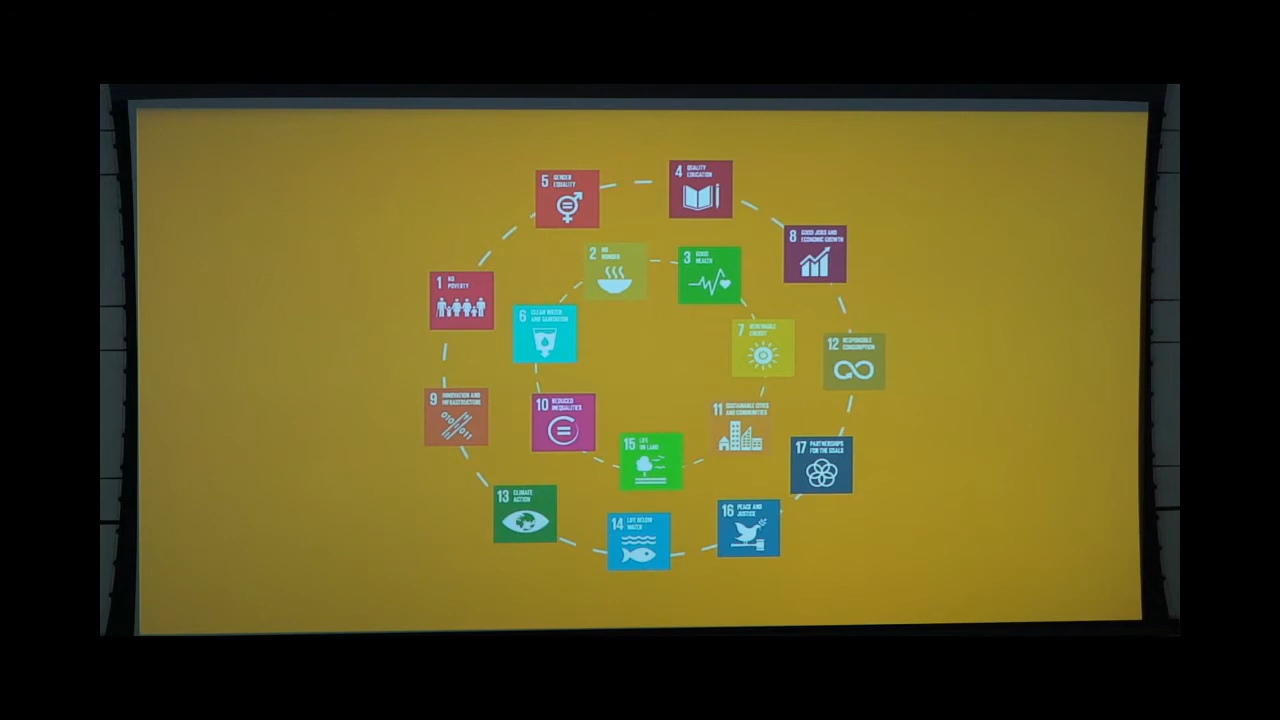 5 GENDER
EQUALITY
4 QUALITY
EDUCATION
8 GOOD JOBS AND
ECONOMIC GROWTH
2 NO
HUNGER
3 GOOD
HEALTH
1 NO
POVERTY
6 CLEAN WATER
AND SANITATION
7 RENEWABLE
ENERGY
12 RESPONSIBLE
CONSUMPTION
9 INNOVATION AND
INFRASTRUCTURE
10 REDUCED
INEQUALITIES
11 SUSTAINABLE CITIES
AND COMMUNITIES
15 LIFE
ON LAND
17 PARTNERSHIPS
FOR THE GOALS
13 CLIMATE
ACTION
14 LIFE BELOW
WATER
16 PEACE AND
JUSTICE